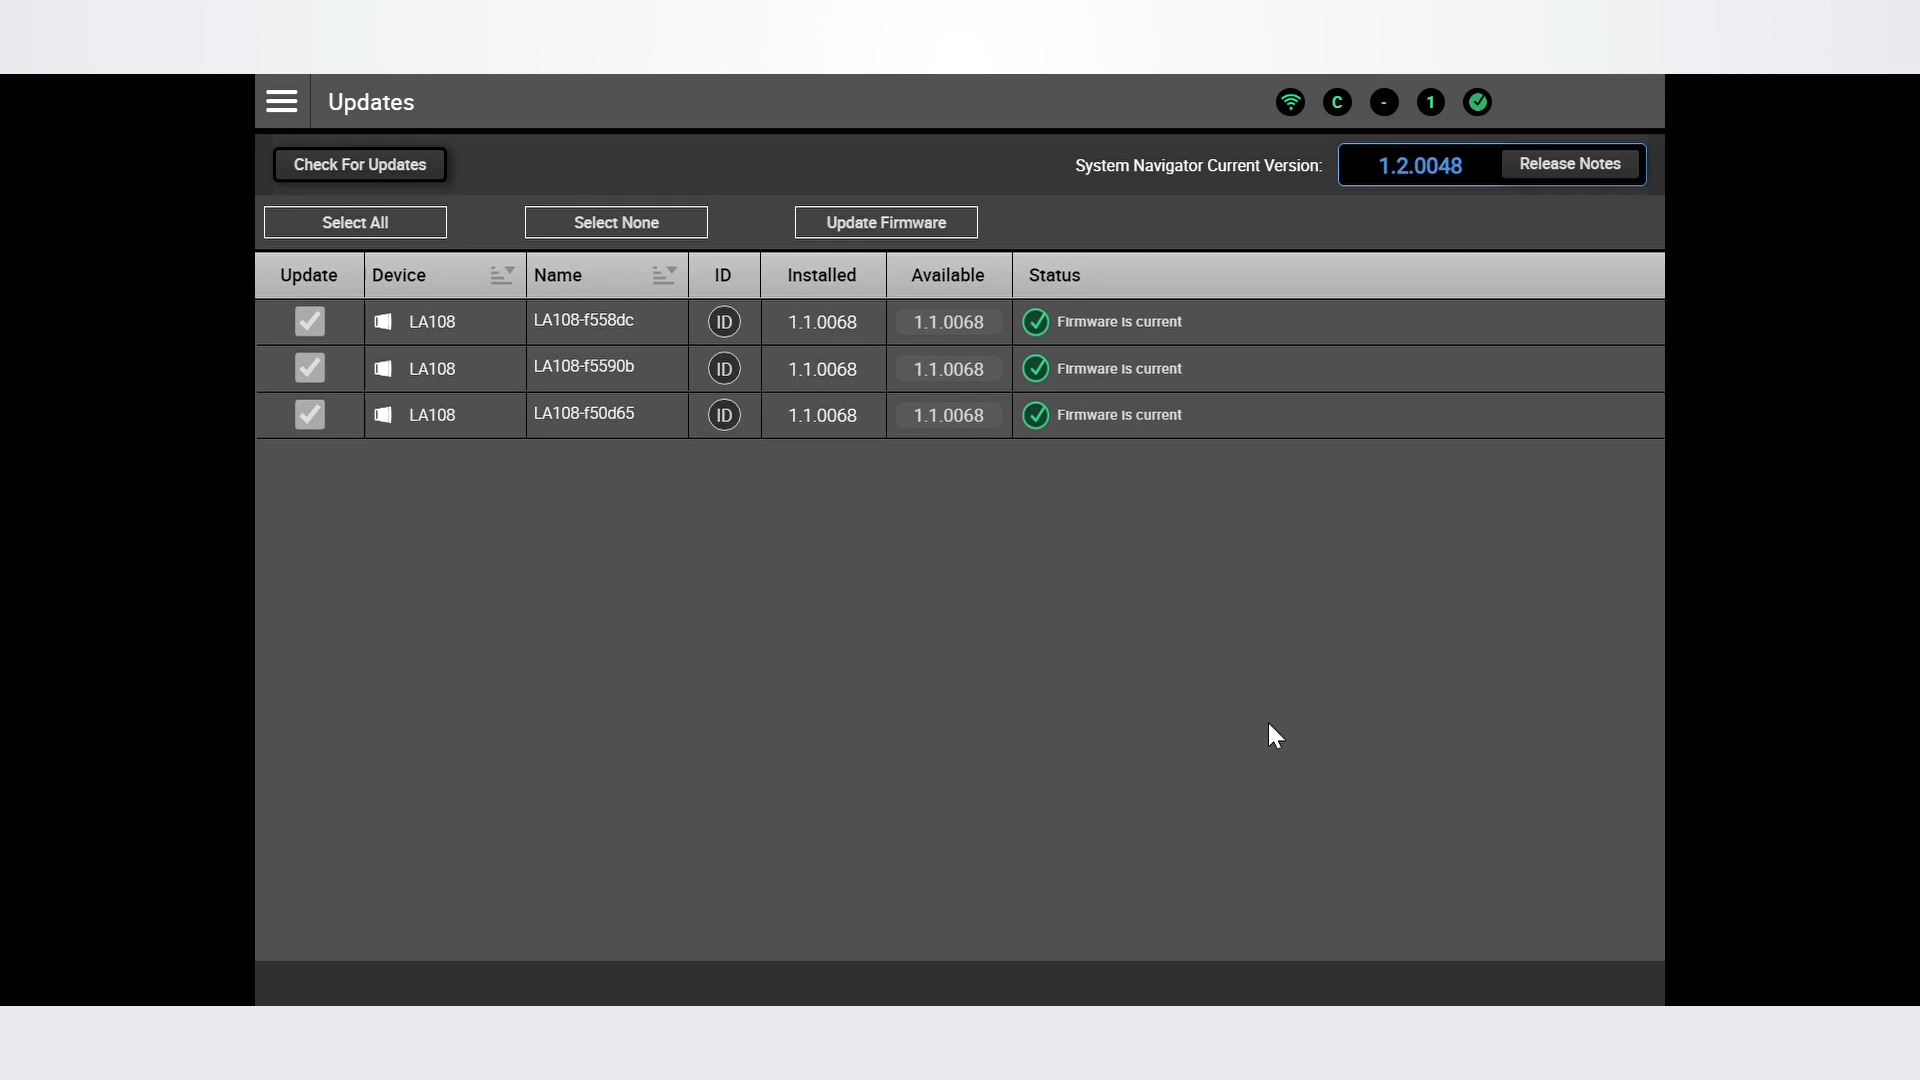 Updates
C
-
1
Check For Updates
System Navigator Current Version:
1.2.0048
Release Notes
Select All
Select None
Update Firmware
Update Device Name ID Installed Available Status
LA108 LA108-f558dc ID 1.1.0068 1.1.0068 Firmware is current
LA108 LA108-f5590b ID 1.1.0068 1.1.0068 Firmware is current
LA108 LA108-f50d65 ID 1.1.0068 1.1.0068 Firmware is current